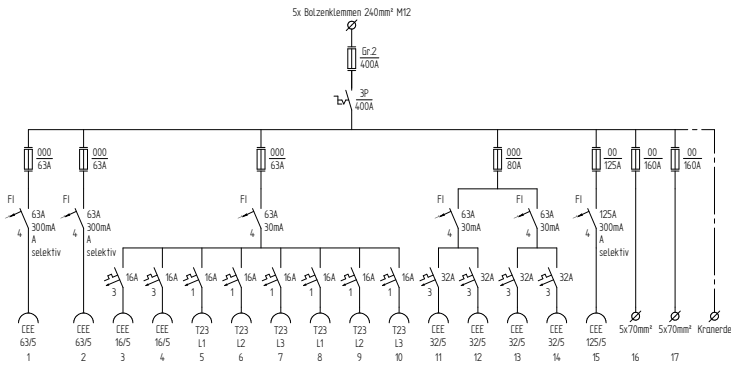 5x Bolzenklemmen 240mm² M12
Gr.2
400A
3P
400A
000 000 000 000 00 00 00
63A 63A 63A 80A 125A 160A 160A
FI FI FI FI FI FI
63A 63A 63A 63A 63A 125A
300mA 300mA 30mA 30mA 30mA 300mA
4 4 4 4 4 4
A A A
selektiv selektiv selektiv
16A 16A 16A 16A 16A 16A 16A 16A 32A 32A 32A 32A
3 3 1 1 1 1 1 1 3 3 3 3
CEE CEE CEE CEE T23 T23 T23 T23 T23 T23 CEE CEE CEE CEE CEE 5x70mm² 5x70mm² Kranerde
63/5 63/5 16/5 16/5 L1 L2 L3 L1 L2 L3 32/5 32/5 32/5 32/5 125/5
1 2 3 4 5 6 7 8 9 10 11 12 13 14 15 16 17